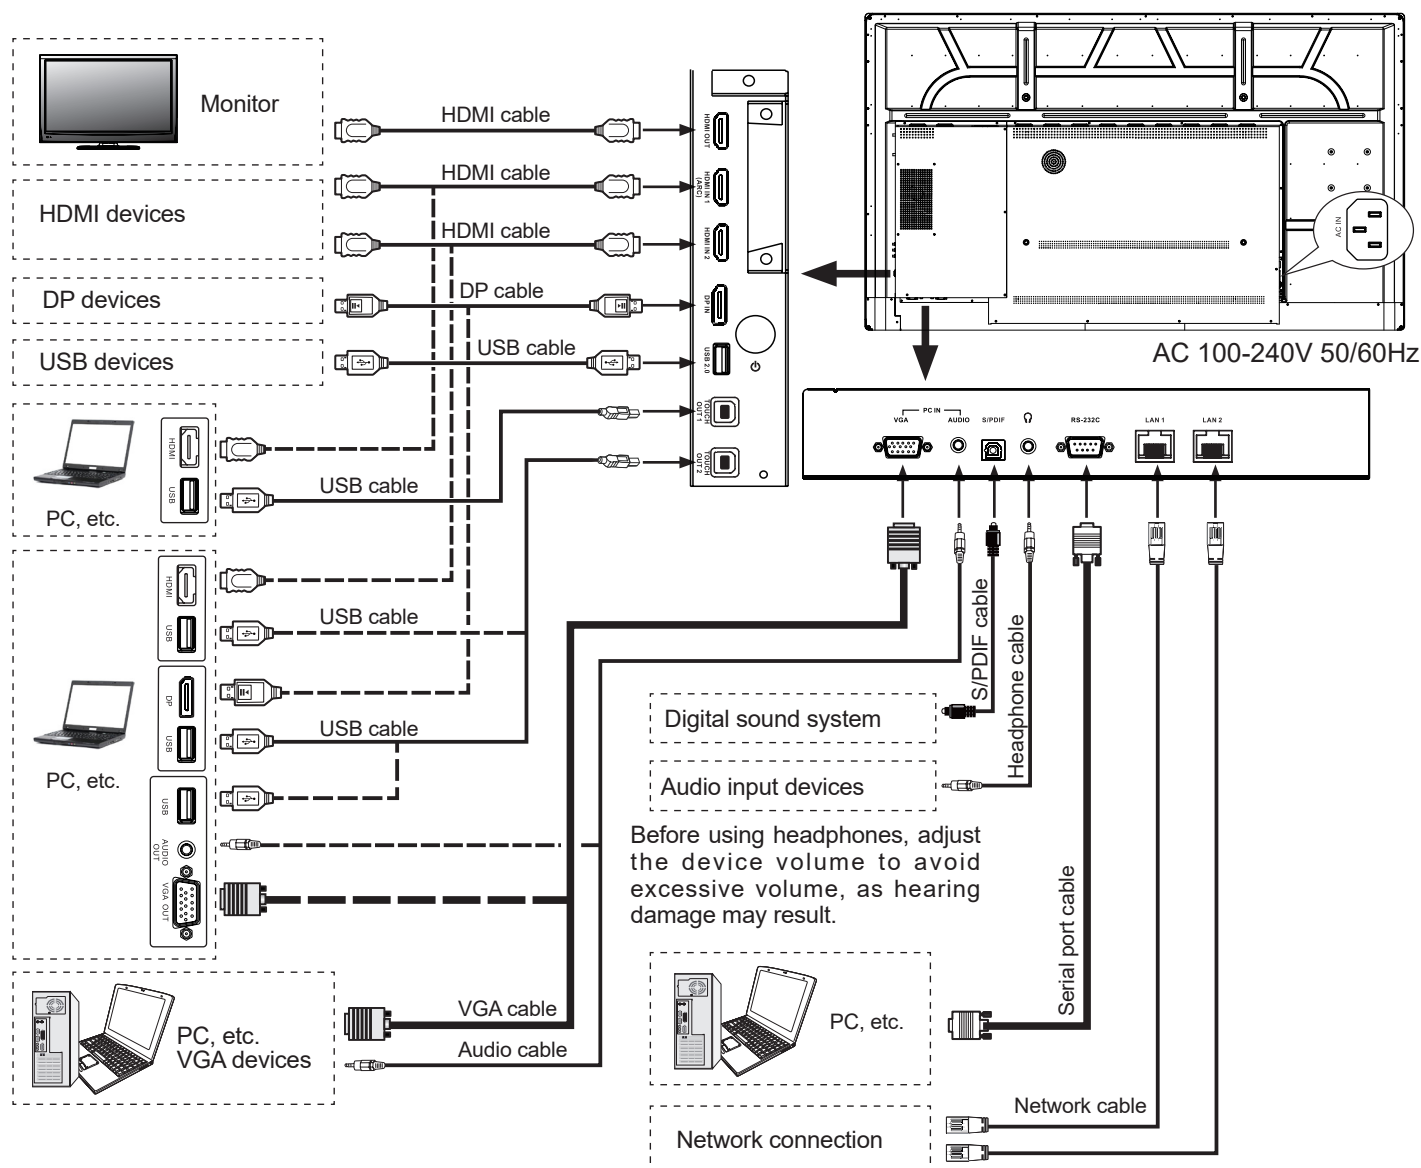 Monitor
HDMI cable
HDMI OUT
HDMI devices
HDMI cable
HDMI IN 1
(ARC)
HDMI cable
HDMI IN 2
DP devices
DP cable
DP IN
USB devices
USB cable
USB 2.0
TOUCH
OUT 1
TOUCH
OUT 2
AC IN
AC 100-240V 50/60Hz
PC IN
VGA
AUDIO
S/PDIF
RS-232C
LAN 1
LAN 2
HDMI
USB
USB cable
PC, etc.
HDMI
USB
USB cable
DP
USB
USB cable
PC, etc.
USB
AUDIO
OUT
VGA OUT
S/PDIF cable
Headphone cable
Digital sound system
Audio input devices
Before using headphones, adjust
the device volume to avoid
excessive volume, as hearing
damage may result.
PC, etc.
VGA devices
VGA cable
Audio cable
PC, etc.
Serial port cable
Network cable
Network connection